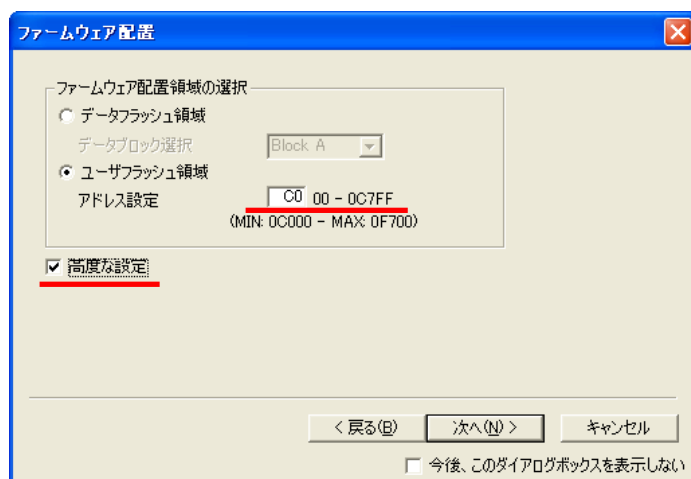 ファームウェア配置
ファームウェア配置領域の選択
データフラッシュ領域
データブロック選択 Block A
ユーザフラッシュ領域
アドレス設定 C0 00 - 0C7FF
(MIN: 0C000 - MAX: 0F700)
高度な設定
< 戻る(B) 次へ(N) > キャンセル
今後、このダイアログボックスを表示しない